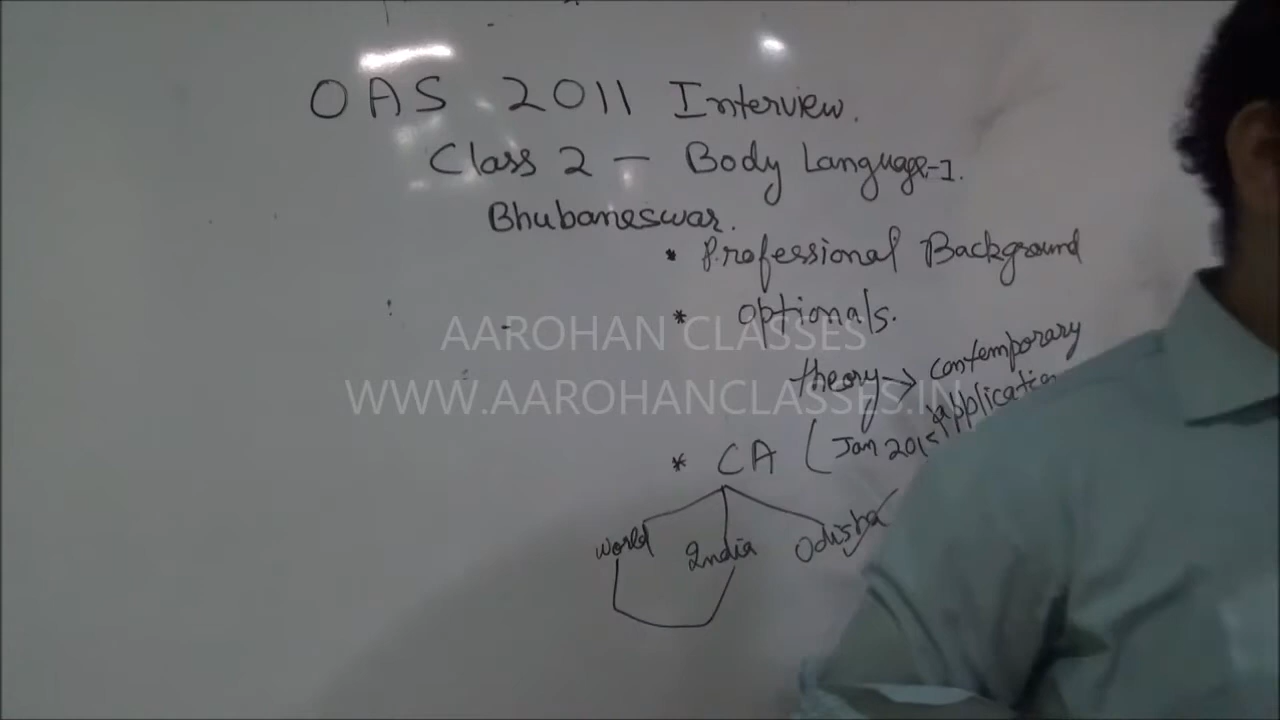 OAS 2011 Interview.
Class 2 – Body Language-1.
Bhubaneswar.
* Professional Background
* Optionals.
theory → contemporary
application
* CA (Jan 2015
World India Odisha
AAROHAN CLASSES
WWW.AAROHANCLASSES.IN